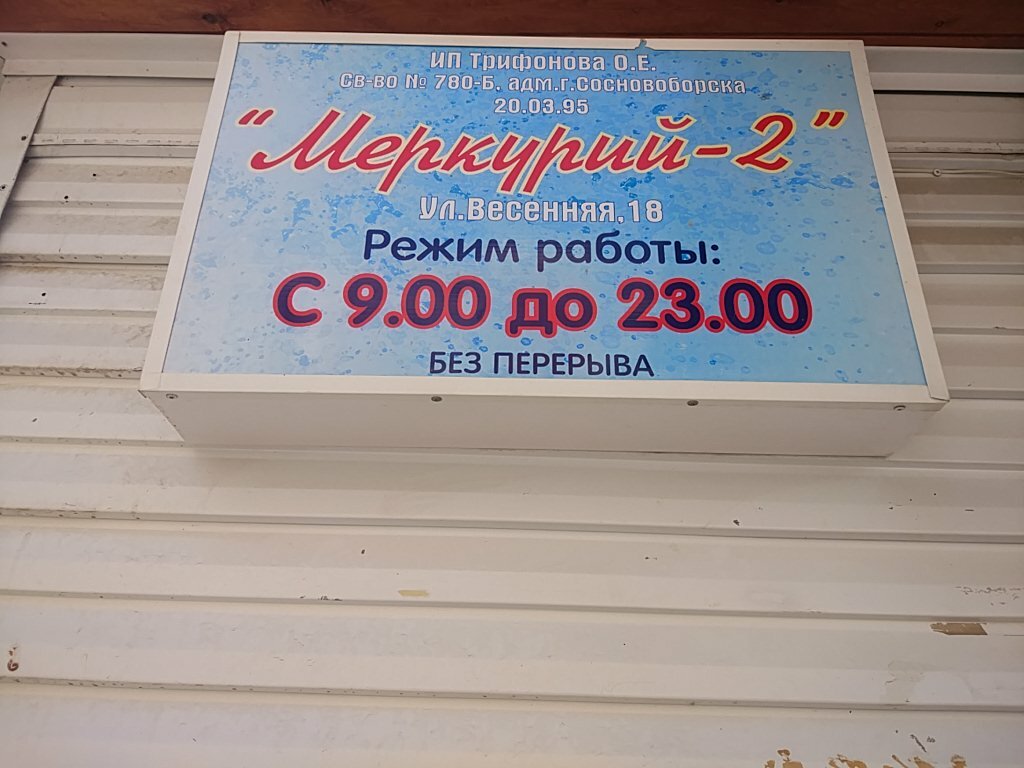 ИП Трифонова О.Е.
Св-во № 780-Б, адм.г.Сосновоборска
20.03.95
"Меркурий-2"
Ул.Весенняя,18
Режим работы:
С 9.00 до 23.00
БЕЗ ПЕРЕРЫВА